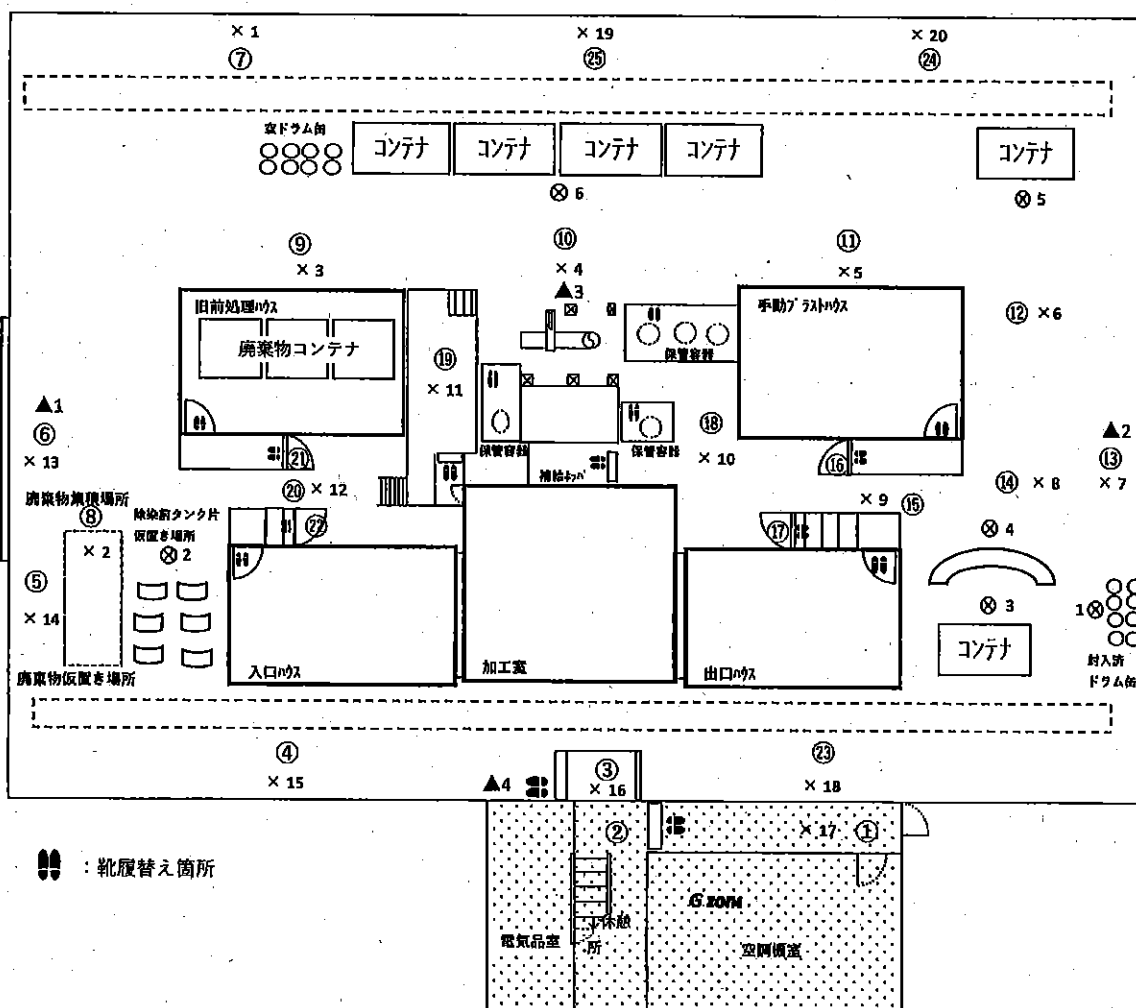 × 1
× 19
× 20
⑦
㉕
㉔
空ドラム缶
コンテナ
コンテナ
コンテナ
コンテナ
コンテナ
⊗ 6
⊗ 5
⑨
⑩
⑪
× 3
× 4
× 5
▲3
旧前処理ハウス
手動ブラストハウス
⑫ × 6
廃棄物コンテナ
保管容器
⑲
× 11
▲1
⑥
× 13
⑱
× 10
▲2
⑬
× 7
保管容器
保管容器
㉑
⑯
補給ホッパ
⑳ × 12
⑭ × 8
× 9 ⑮
廃棄物集積場所
⑧
× 2
除染前タンク片
仮置き場所
⊗ 2
㉒
⑰
⊗ 4
⑤
× 14
⊗ 3
1⊗
コンテナ
封入済
ドラム缶
廃棄物仮置き場所
入口ハウス
加工室
出口ハウス
④
× 15
▲4
③
× 16
㉓
× 18
②
× 17 ①
：靴履替え箇所
G zone
電気品室
休憩
所
空調機室